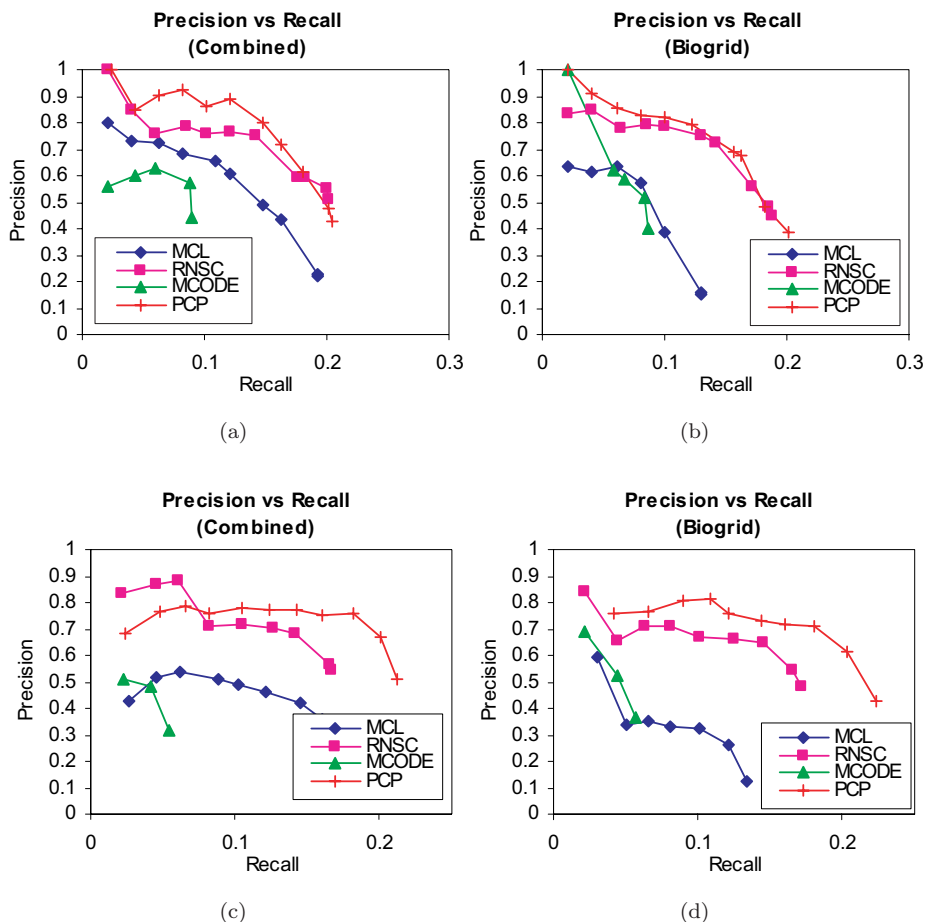 Precision vs Recall
(Combined)
1
0.9
0.8
0.7
0.6
0.5
0.4
0.3
0.2
0.1
0
Precision
MCL
RNSC
MCODE
PCP
0
0.1
0.2
0.3
Recall
(a)
Precision vs Recall
(Biogrid)
1
0.9
0.8
0.7
0.6
0.5
0.4
0.3
0.2
0.1
0
Precision
MCL
RNSC
MCODE
PCP
0
0.1
0.2
0.3
Recall
(b)
Precision vs Recall
(Combined)
1
0.9
0.8
0.7
0.6
0.5
0.4
0.3
0.2
0.1
0
Precision
MCL
RNSC
MCODE
PCP
0
0.1
0.2
Recall
(c)
Precision vs Recall
(Biogrid)
1
0.9
0.8
0.7
0.6
0.5
0.4
0.3
0.2
0.1
0
Precision
MCL
RNSC
MCODE
PCP
0
0.1
0.2
Recall
(d)